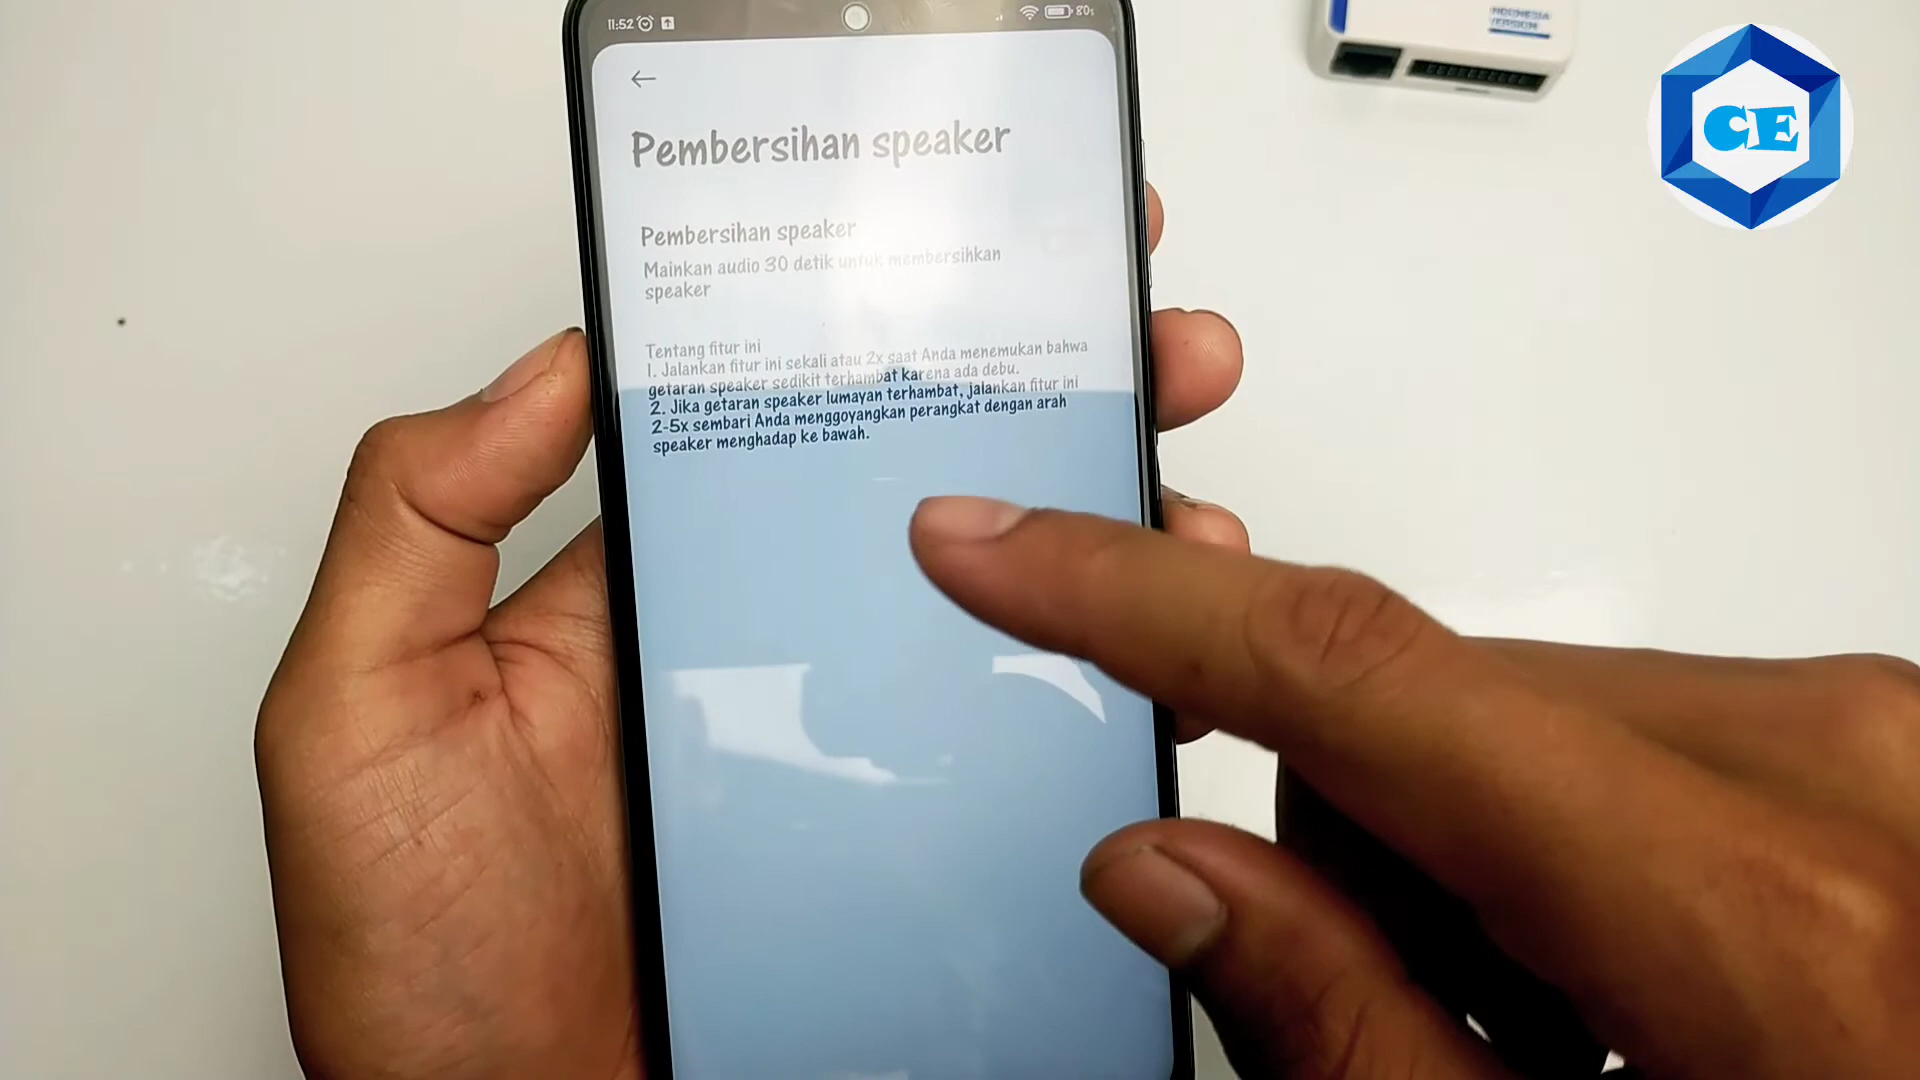 11:52
80
INDONESIA
VERSION
CE
Pembersihan speaker
Pembersihan speaker
Mainkan audio 30 detik untuk membersihkan
speaker
Tentang fitur ini
1. Jalankan fitur ini sekali atau 2x saat Anda menemukan bahwa
getaran speaker sedikit terhambat karena ada debu.
2. Jika getaran speaker lumayan terhambat, jalankan fitur ini
2-5x sembari Anda menggoyangkan perangkat dengan arah
speaker menghadap ke bawah.